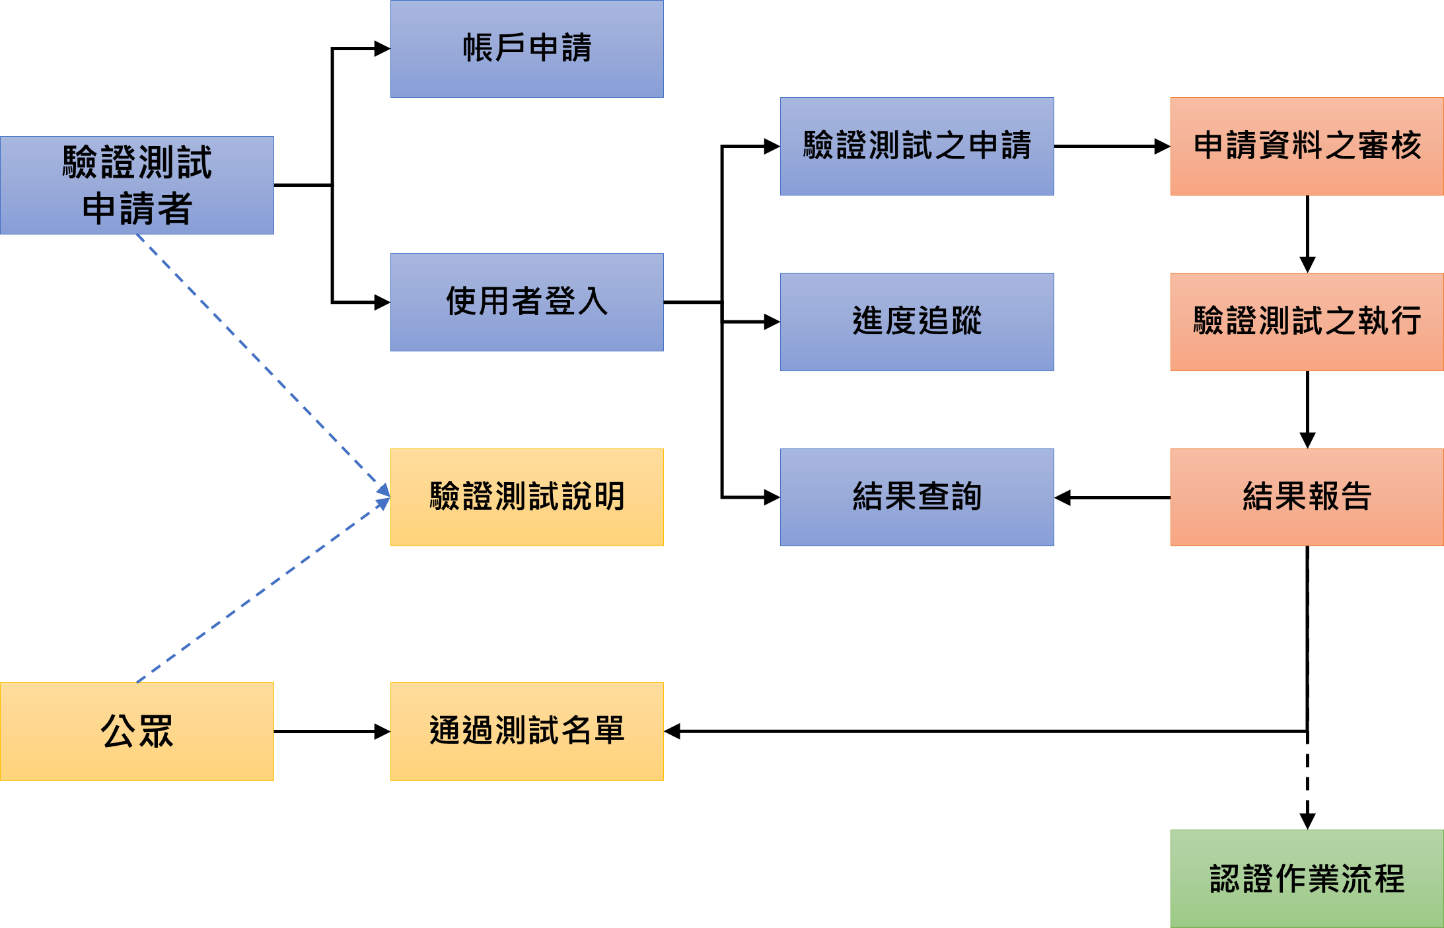 帳戶申請
驗證測試
申請者
驗證測試之申請
申請資料之審核
使用者登入
進度追蹤
驗證測試之執行
驗證測試說明
結果查詢
結果報告
公眾
通過測試名單
認證作業流程